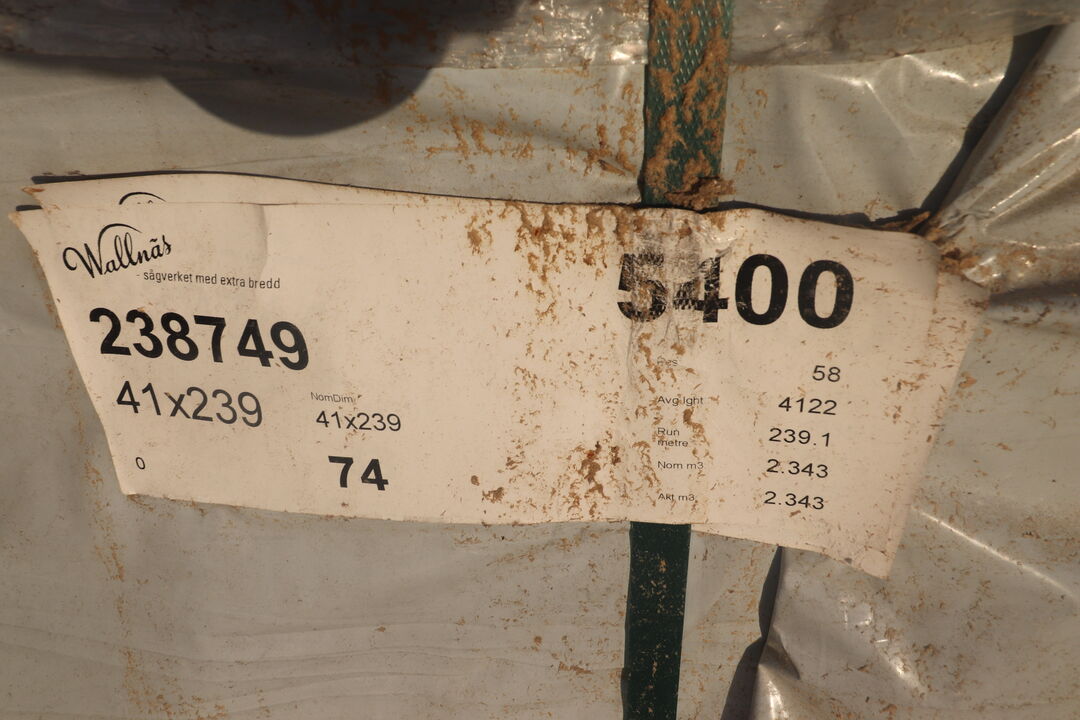 Wallnäs
- sågverket med extra bredd
238749
41x239
NomDim
41x239
0
74
5400
Pcs 58
Avg lght 4122
Run metre 239.1
Nom m3 2.343
Akt m3 2.343